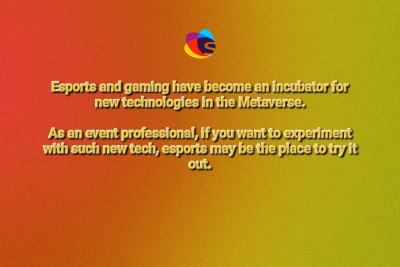 Esports and gaming have become an incubator for
new technologies in the Metaverse.
As an event professional, if you want to experiment
with such new tech, esports may be the place to try it
out.